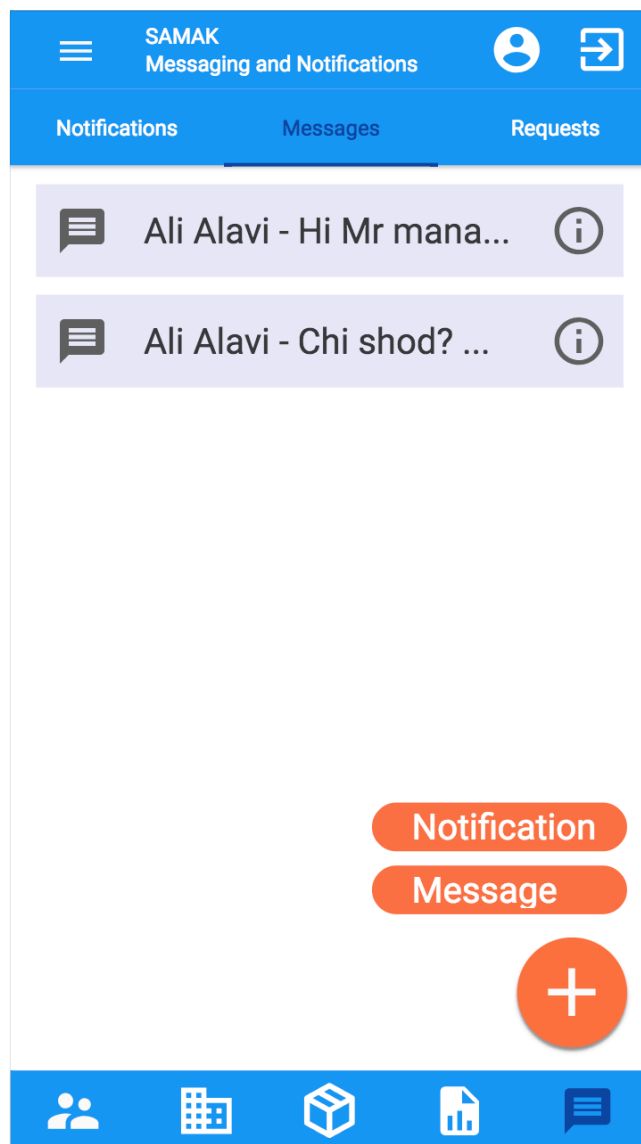 SAMAK
Messaging and Notifications
Notifications Messages Requests
Ali Alavi - Hi Mr mana...
Ali Alavi - Chi shod? ...
Notification
Message